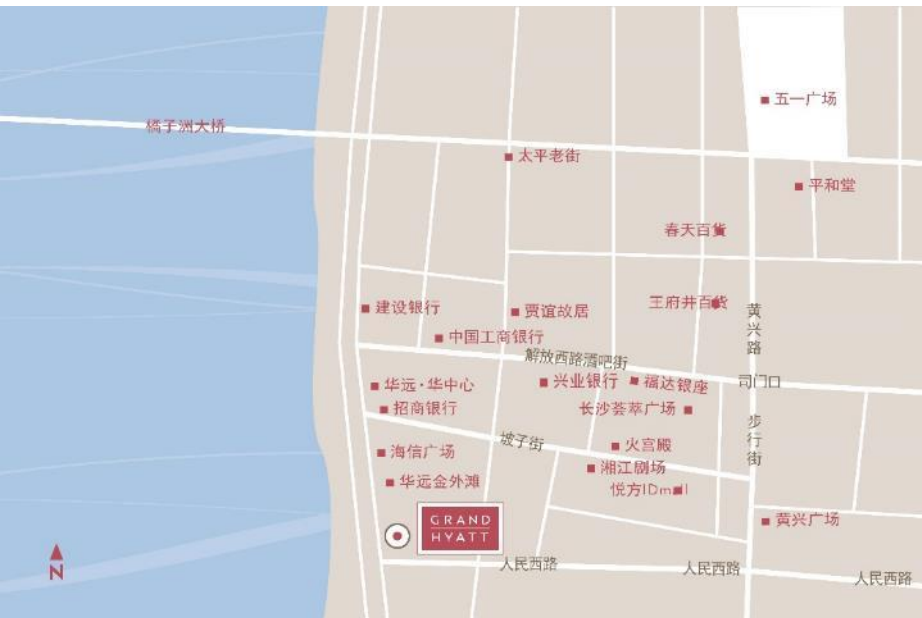 五一广场
橘子洲大桥
太平老街
平和堂
春天百货
王府井百货
建设银行
贾谊故居
黄兴路
中国工商银行
解放西路酒吧街
华远·华中心
兴业银行
福达银座
司门口
招商银行
长沙荟萃广场
步行街
坡子街
火宫殿
海信广场
湘江剧场
华远金外滩
悦方IDmall
GRAND
HYATT
黄兴广场
人民西路
人民西路
人民西路
N